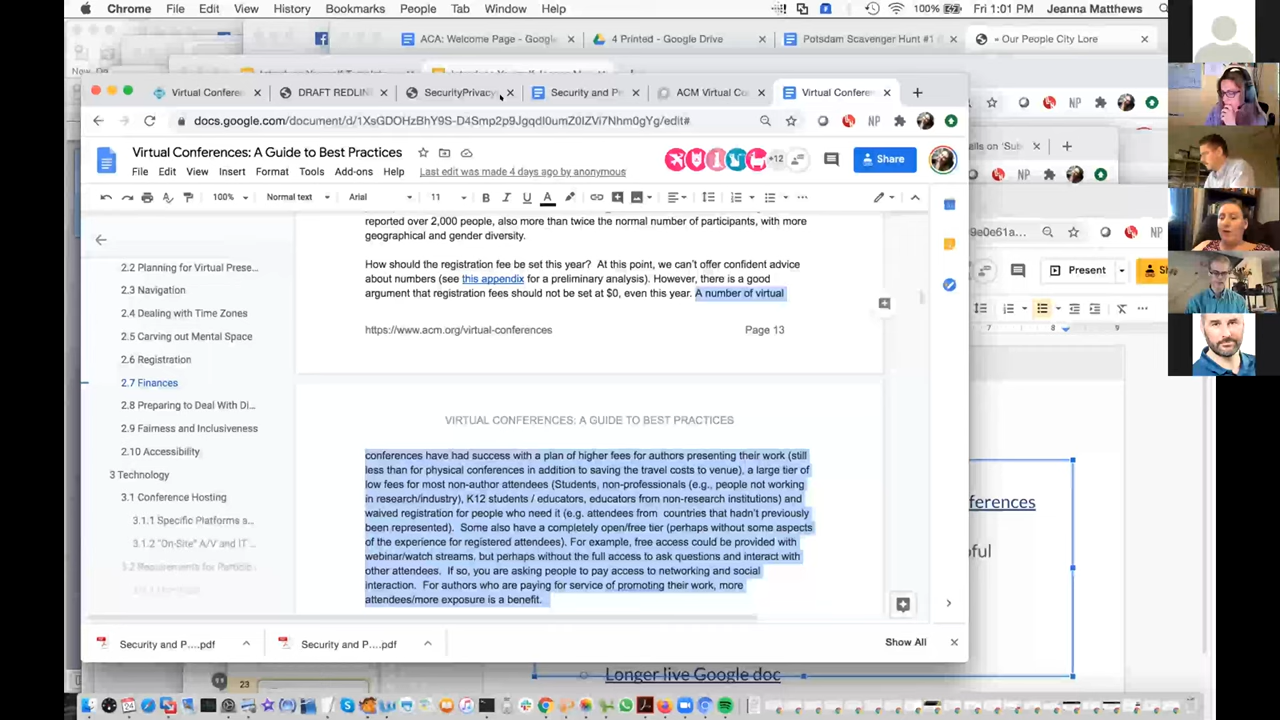 Chrome File Edit View History Bookmarks People Tab Window Help 100% Fri 1:01 PM Jeanna Matthews
ACA: Welcome Page - Google 4 Printed - Google Drive Potsdam Scavenger Hunt #1 « Our People City Lore
Virtual Conferen DRAFT REDLIN SecurityPrivacy Security and P ACM Virtual Co Virtual Conferen
docs.google.com/document/d/1XsGDOHzBhY9S-D4Smp2p9JgqdI0umZ0IZVi7Nhm0gYg/edit#
NP
NP
Virtual Conferences: A Guide to Best Practices
+12 Share
File Edit View Insert Format Tools Add-ons Help Last edit was made 4 days ago by anonymous
100% Normal text Arial 11 B I U A
Present
2.2 Planning for Virtual Prese...
2.3 Navigation
2.4 Dealing with Time Zones
2.5 Carving out Mental Space
2.6 Registration
2.7 Finances
2.8 Preparing to Deal With Di...
2.9 Fairness and Inclusiveness
2.10 Accessibility
3 Technology
3.1 Conference Hosting
3.1.1 Specific Platforms a...
3.1.2 "On-Site" A/V and IT ...
3.2 Requirements for Particip...
reported over 2,000 people, also more than twice the normal number of participants, with more
geographical and gender diversity.
How should the registration fee be set this year? At this point, we can't offer confident advice
about numbers (see this appendix for a preliminary analysis). However, there is a good
argument that registration fees should not be set at $0, even this year. A number of virtual
https://www.acm.org/virtual-conferences Page 13
VIRTUAL CONFERENCES: A GUIDE TO BEST PRACTICES
conferences have had success with a plan of higher fees for authors presenting their work (still
less than for physical conferences in addition to saving the travel costs to venue), a large tier of
low fees for most non-author attendees (Students, non-professionals (e.g., people not working
in research/industry), K12 students / educators, educators from non-research institutions) and
waived registration for people who need it (e.g. attendees from countries that hadn't previously
been represented). Some also have a completely open/free tier (perhaps without some aspects
of the experience for registered attendees). For example, free access could be provided with
webinar/watch streams. but perhaps without the full access to ask questions and interact with
other attendees. If so, you are asking people to pay access to networking and social
interaction. For authors who are paying for service of promoting their work, more
attendees/more exposure is a benefit.
7 8 9
ferences
ful
Security and P....pdf Security and P....pdf Show All
23
Longer live Google doc